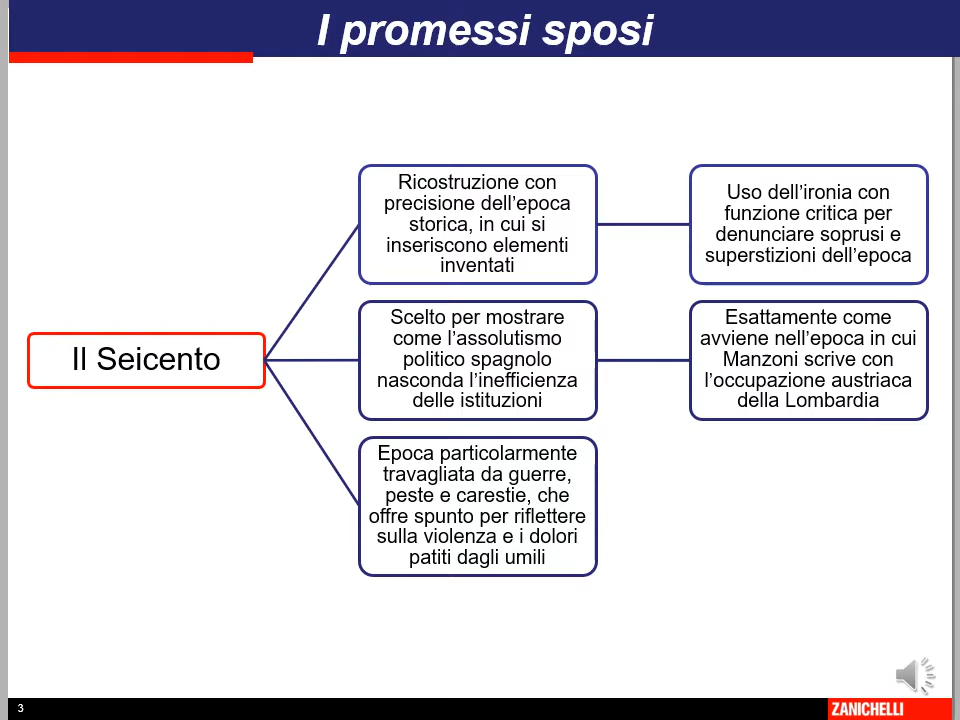 I promessi sposi
Ricostruzione con
precisione dell'epoca
storica, in cui si
inseriscono elementi
inventati
Uso dell'ironia con
funzione critica per
denunciare soprusi e
superstizioni dell'epoca
Il Seicento
Scelto per mostrare
come l'assolutismo
politico spagnolo
nasconda l'inefficienza
delle istituzioni
Esattamente come
avviene nell'epoca in cui
Manzoni scrive con
l'occupazione austriaca
della Lombardia
Epoca particolarmente
travagliata da guerre,
peste e carestie, che
offre spunto per riflettere
sulla violenza e i dolori
patiti dagli umili
3
ZANICHELLI